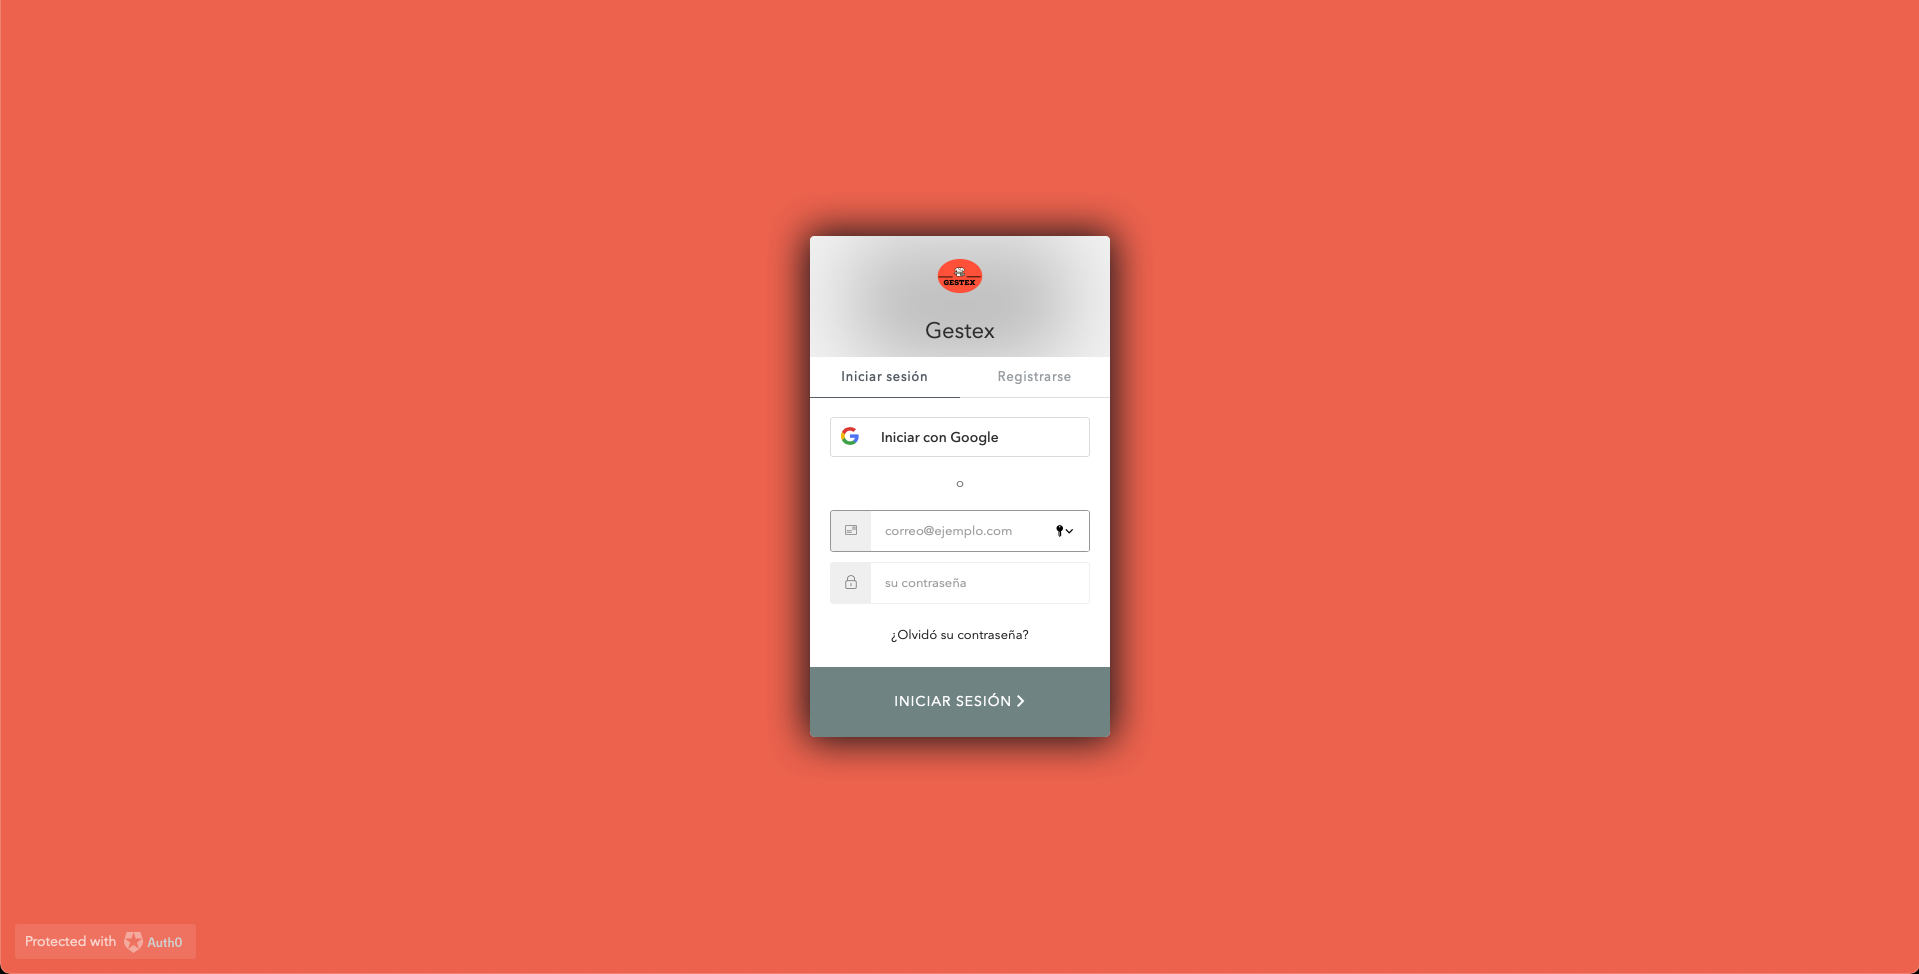 GESTEX
Gestex
Iniciar sesión
Registrarse
Iniciar con Google
o
correo@ejemplo.com
su contraseña
¿Olvidó su contraseña?
INICIAR SESIÓN
Protected with Auth0